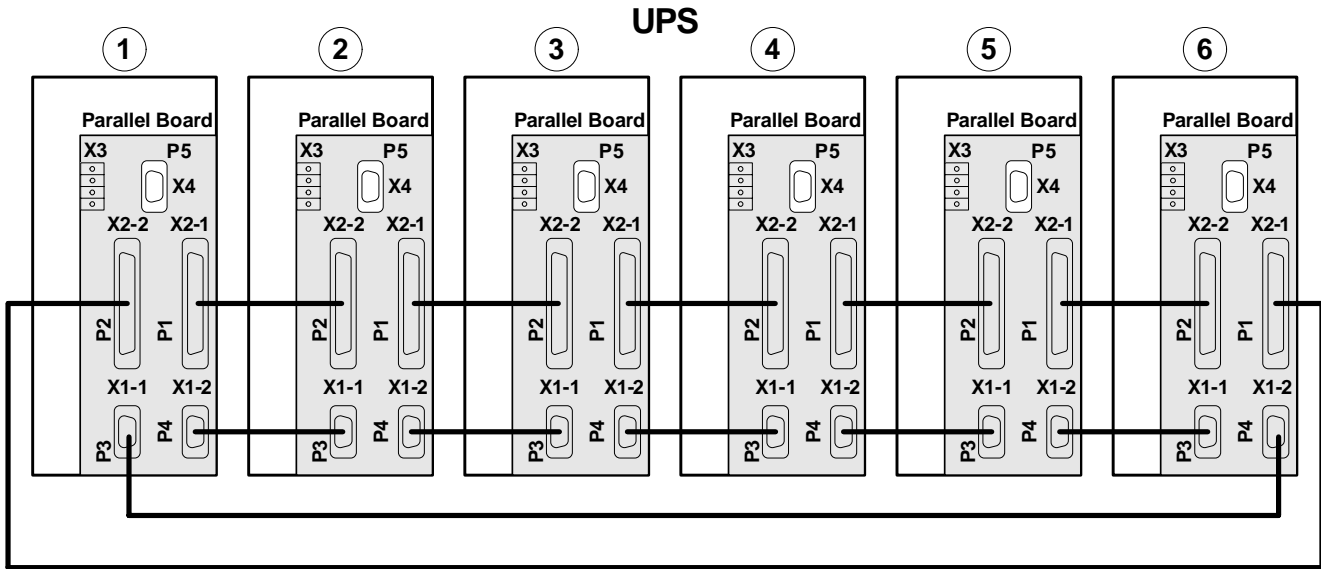 UPS
1 2 3 4 5 6
Parallel Board Parallel Board Parallel Board Parallel Board Parallel Board Parallel Board
X3 P5 X3 P5 X3 P5 X3 P5 X3 P5 X3 P5
X4 X4 X4 X4 X4 X4
X2-2 X2-1 X2-2 X2-1 X2-2 X2-1 X2-2 X2-1 X2-2 X2-1 X2-2 X2-1
P2 P1 P2 P1 P2 P1 P2 P1 P2 P1 P2 P1
X1-1 X1-2 X1-1 X1-2 X1-1 X1-2 X1-1 X1-2 X1-1 X1-2 X1-1 X1-2
P3 P4 P3 P4 P3 P4 P3 P4 P3 P4 P3 P4